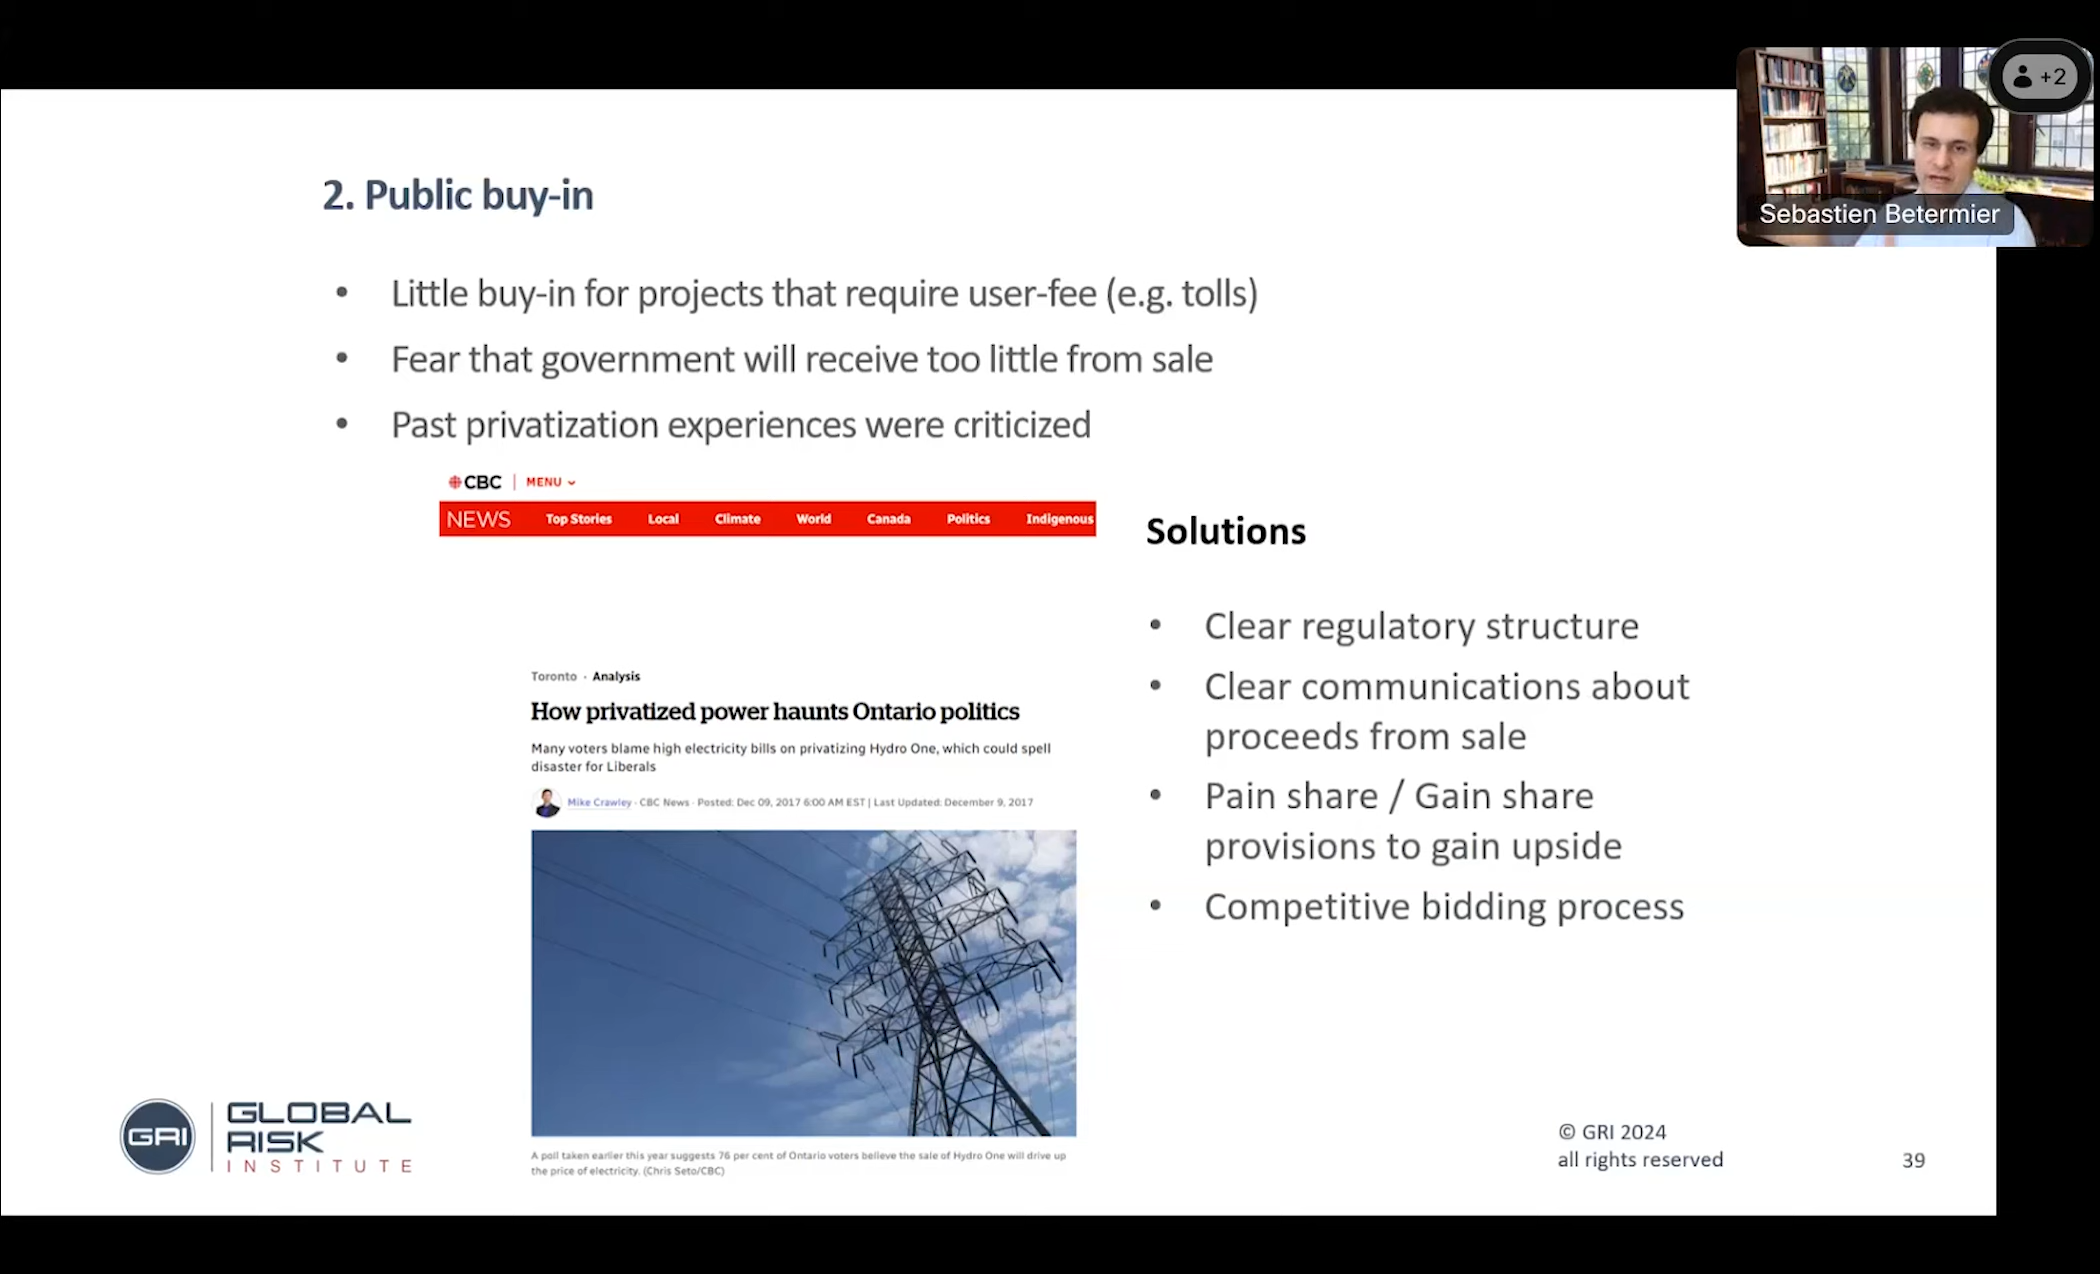 +2
Sebastien Betermier
2. Public buy-in
• Little buy-in for projects that require user-fee (e.g. tolls)
• Fear that government will receive too little from sale
• Past privatization experiences were criticized
CBC | MENU
NEWS Top Stories Local Climate World Canada Politics Indigenous
Toronto · Analysis
How privatized power haunts Ontario politics
Many voters blame high electricity bills on privatizing Hydro One, which could spell
disaster for Liberals
Mike Crawley · CBC News · Posted: Dec 09, 2017 6:00 AM EST | Last Updated: December 9, 2017
A poll taken earlier this year suggests 76 per cent of Ontario voters believe the sale of Hydro One will drive up
the price of electricity. (Chris Seto/CBC)
Solutions
• Clear regulatory structure
• Clear communications about
proceeds from sale
• Pain share / Gain share
provisions to gain upside
• Competitive bidding process
GRI
GLOBAL
RISK
INSTITUTE
© GRI 2024
all rights reserved
39